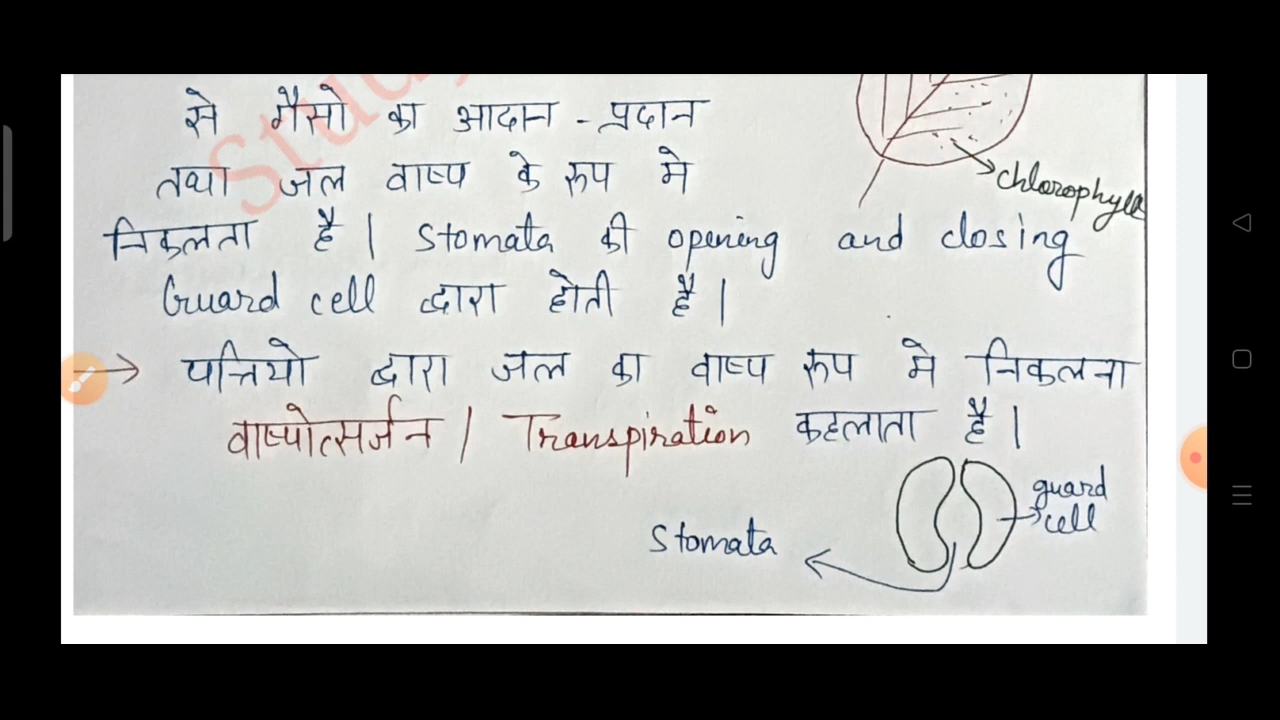 से गैसो का आदान - प्रदान
तथा जल वाष्प के रूप मे
निकलता है | Stomata की opening and closing
Guard cell द्वारा होती है |
chlorophyll
→ पत्तियो द्वारा जल का वाष्प रूप मे निकलना
वाष्पोत्सर्जन / Transpiration कहलाता है |
guard
cell
Stomata